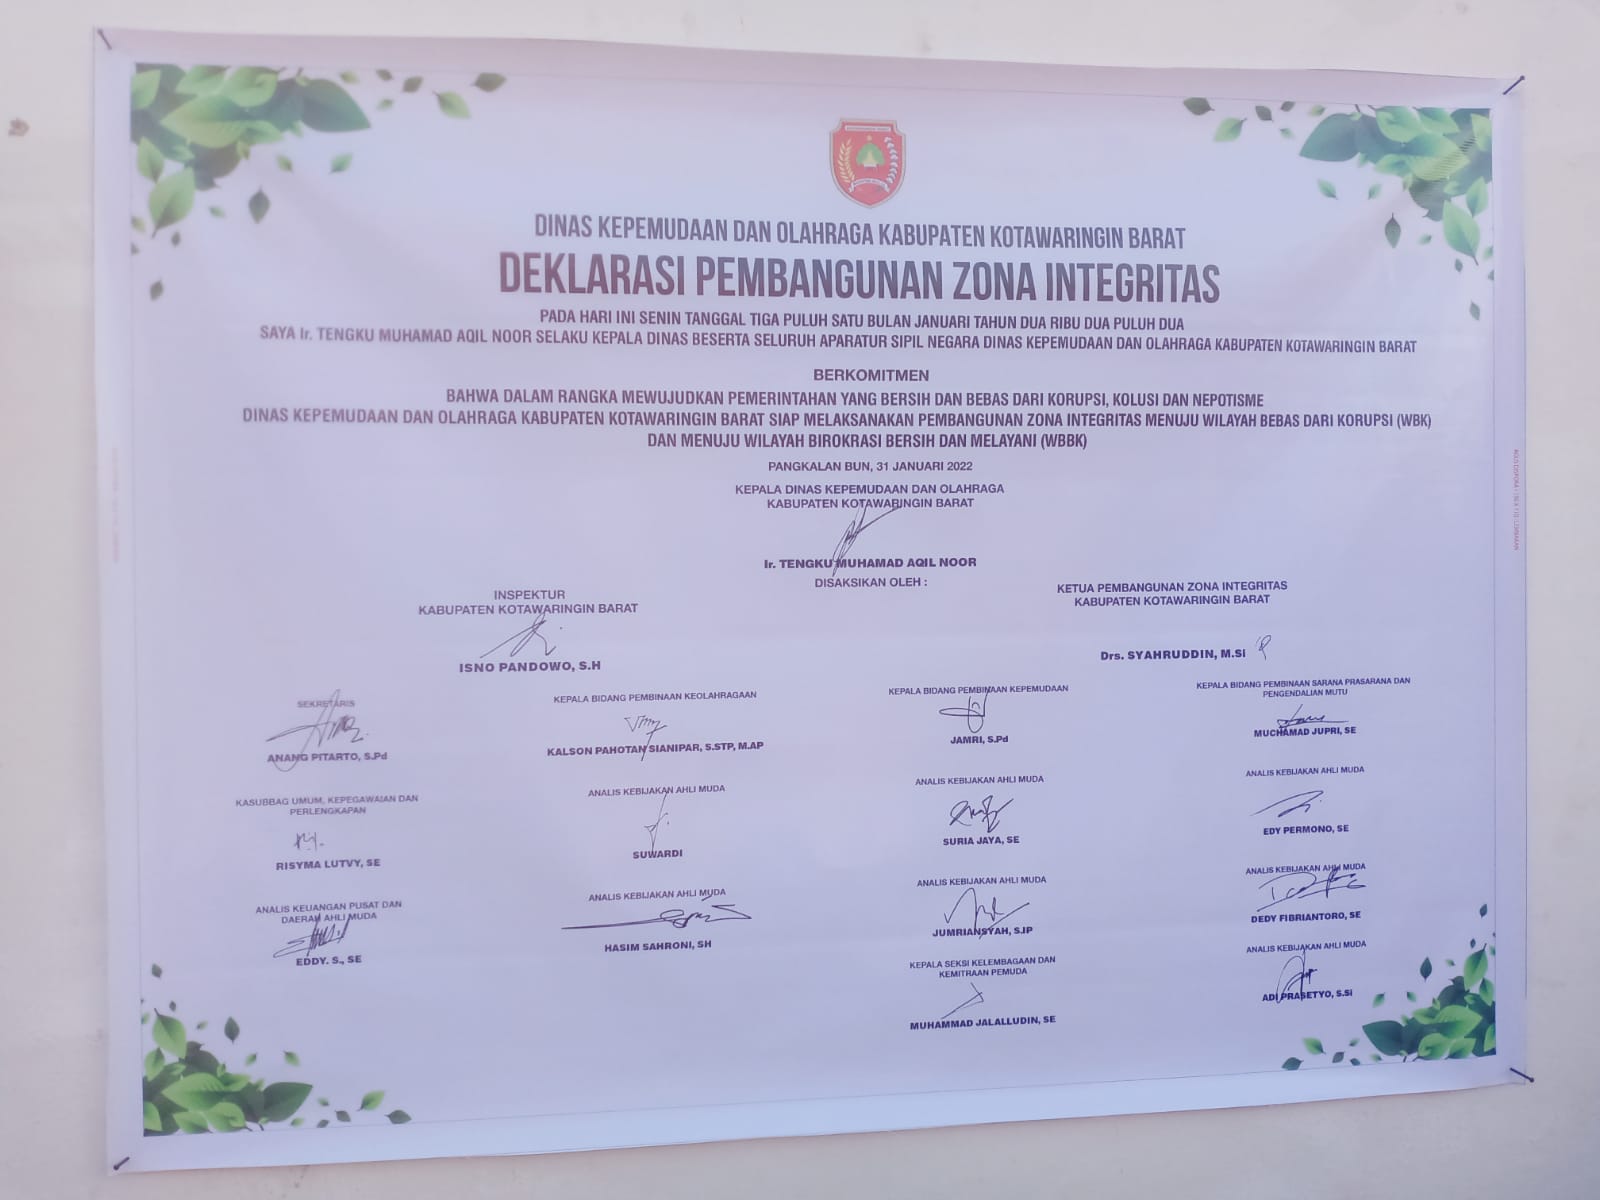 DINAS KEPEMUDAAN DAN OLAHRAGA KABUPATEN KOTAWARINGIN BARAT
DEKLARASI PEMBANGUNAN ZONA INTEGRITAS
PADA HARI INI SENIN TANGGAL TIGA PULUH SATU BULAN JANUARI TAHUN DUA RIBU DUA PULUH DUA
SAYA Ir. TENGKU MUHAMAD AQIL NOOR SELAKU KEPALA DINAS BESERTA SELURUH APARATUR SIPIL NEGARA DINAS KEPEMUDAAN DAN OLAHRAGA KABUPATEN KOTAWARINGIN BARAT
BERKOMITMEN
BAHWA DALAM RANGKA MEWUJUDKAN PEMERINTAHAN YANG BERSIH DAN BEBAS DARI KORUPSI, KOLUSI DAN NEPOTISME
DINAS KEPEMUDAAN DAN OLAHRAGA KABUPATEN KOTAWARINGIN BARAT SIAP MELAKSANAKAN PEMBANGUNAN ZONA INTEGRITAS MENUJU WILAYAH BEBAS DARI KORUPSI (WBK)
DAN MENUJU WILAYAH BIROKRASI BERSIH DAN MELAYANI (WBBK)
PANGKALAN BUN, 31 JANUARI 2022
KEPALA DINAS KEPEMUDAAN DAN OLAHRAGA
KABUPATEN KOTAWARINGIN BARAT
Ir. TENGKU MUHAMAD AQIL NOOR
DISAKSIKAN OLEH :
INSPEKTUR
KABUPATEN KOTAWARINGIN BARAT
ISNO PANDOWO, S.H
KETUA PEMBANGUNAN ZONA INTEGRITAS
KABUPATEN KOTAWARINGIN BARAT
Drs. SYAHRUDDIN, M.Si
SEKRETARIS
ANANG PITARTO, S.Pd
KEPALA BIDANG PEMBINAAN KEOLAHRAGAAN
KALSON PAHOTAN SIANIPAR, S.STP, M.AP
KEPALA BIDANG PEMBINAAN KEPEMUDAAN
JAMRI, S.Pd
KEPALA BIDANG PEMBINAAN SARANA PRASARANA DAN
PENGENDALIAN MUTU
MUCHAMAD JUPRI, SE
KASUBBAG UMUM, KEPEGAWAIAN DAN
PERLENGKAPAN
RISYMA LUTVY, SE
ANALIS KEBIJAKAN AHLI MUDA
SUWARDI
ANALIS KEBIJAKAN AHLI MUDA
SURIA JAYA, SE
ANALIS KEBIJAKAN AHLI MUDA
EDY PERMONO, SE
ANALIS KEUANGAN PUSAT DAN
DAERAH AHLI MUDA
EDDY. S., SE
ANALIS KEBIJAKAN AHLI MUDA
HASIM SAHRONI, SH
ANALIS KEBIJAKAN AHLI MUDA
JUMRIANSYAH, S.IP
ANALIS KEBIJAKAN AHLI MUDA
DEDY FIBRIANTORO, SE
KEPALA SEKSI KELEMBAGAAN DAN
KEMITRAAN PEMUDA
MUHAMMAD JALALLUDIN, SE
ANALIS KEBIJAKAN AHLI MUDA
ADI PRASETYO, S.Si